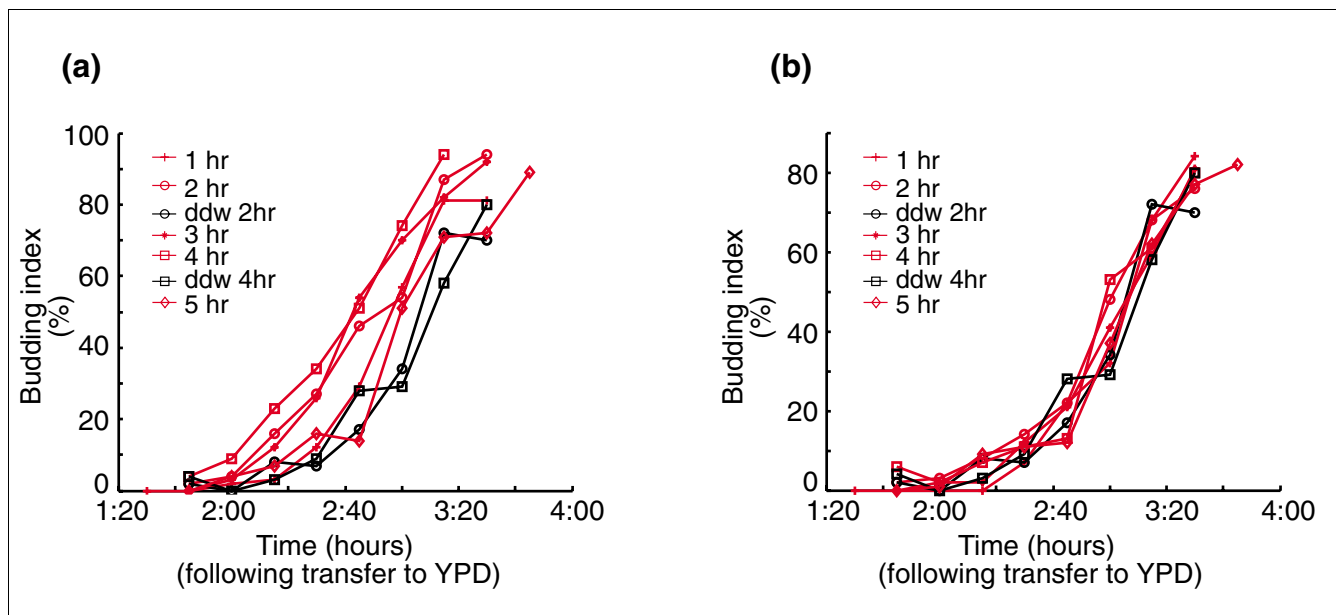 (a)
100
80
60
40
20
0
Budding index
(%)
1 hr
2 hr
ddw 2hr
3 hr
4 hr
ddw 4hr
5 hr
1:20
2:00
2:40
3:20
4:00
Time (hours)
(following transfer to YPD)
(b)
80
60
40
20
0
Budding index
(%)
1 hr
2 hr
ddw 2hr
3 hr
4 hr
ddw 4hr
5 hr
1:20
2:00
2:40
3:20
4:00
Time (hours)
(following transfer to YPD)